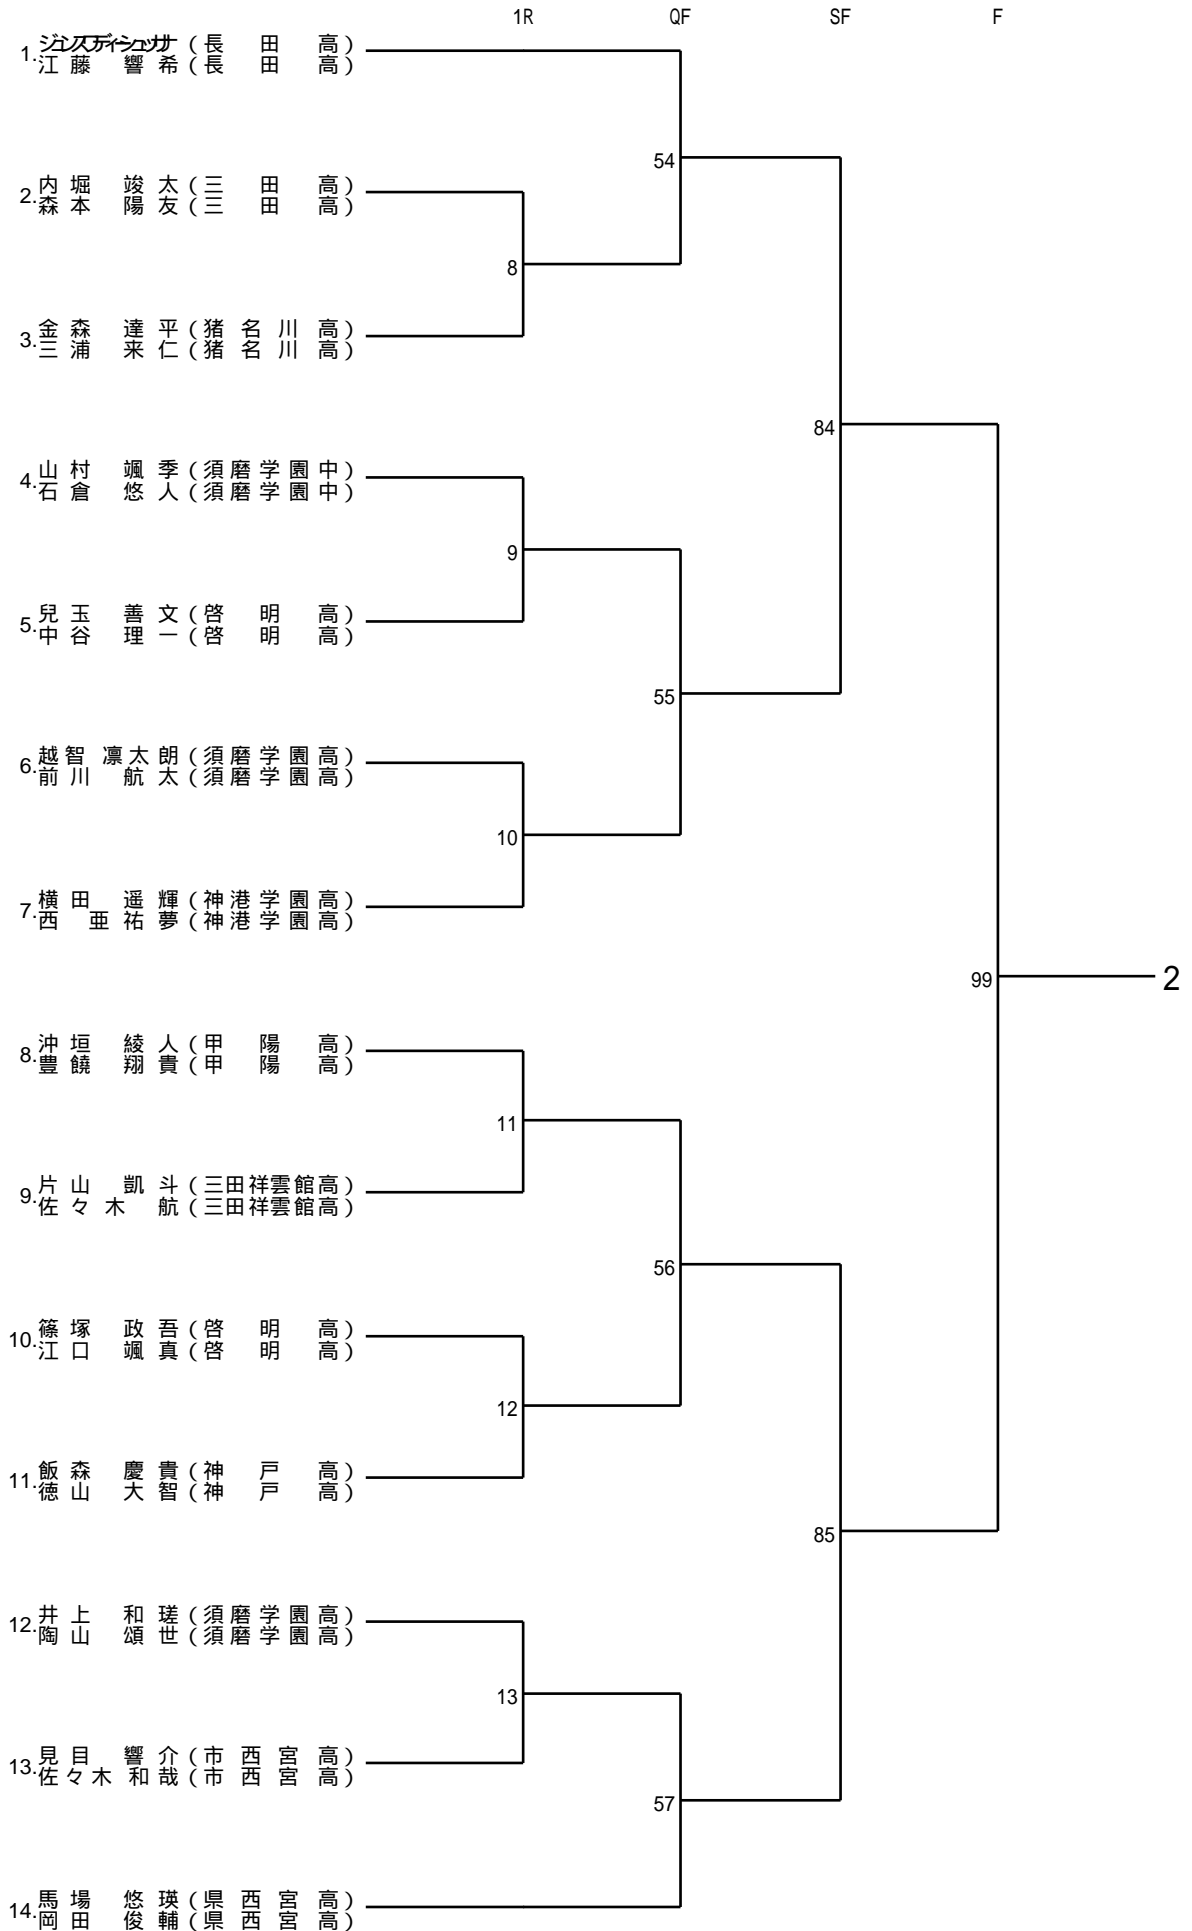 1R QF SF F
1. (長田高)
江藤 響希(長田高)
54
2. 内堀 竣太(三田高)
森本 陽友(三田高)
8
3. 金森 達平(猪名川高)
三浦 来仁(猪名川高)
84
4. 山村 颯季(須磨学園中)
石倉 悠人(須磨学園中)
9
5. 兒玉 善文(啓明高)
中谷 理一(啓明高)
55
6. 越智 凛太朗(須磨学園高)
前川 航太(須磨学園高)
10
7. 横田 遥輝(神港学園高)
西 亜祐夢(神港学園高)
99 2
8. 沖垣 綾人(甲陽高)
豊饒 翔貴(甲陽高)
11
9. 片山 凱斗(三田祥雲館高)
佐々木 航(三田祥雲館高)
56
10. 篠塚 政吾(啓明高)
江口 颯真(啓明高)
12
11. 飯森 慶貴(神戸高)
徳山 大智(神戸高)
85
12. 井上 和瑳(須磨学園高)
陶山 頌世(須磨学園高)
13
13. 見目 響介(市西宮高)
佐々木 和哉(市西宮高)
57
14. 馬場 悠瑛(県西宮高)
岡田 俊輔(県西宮高)